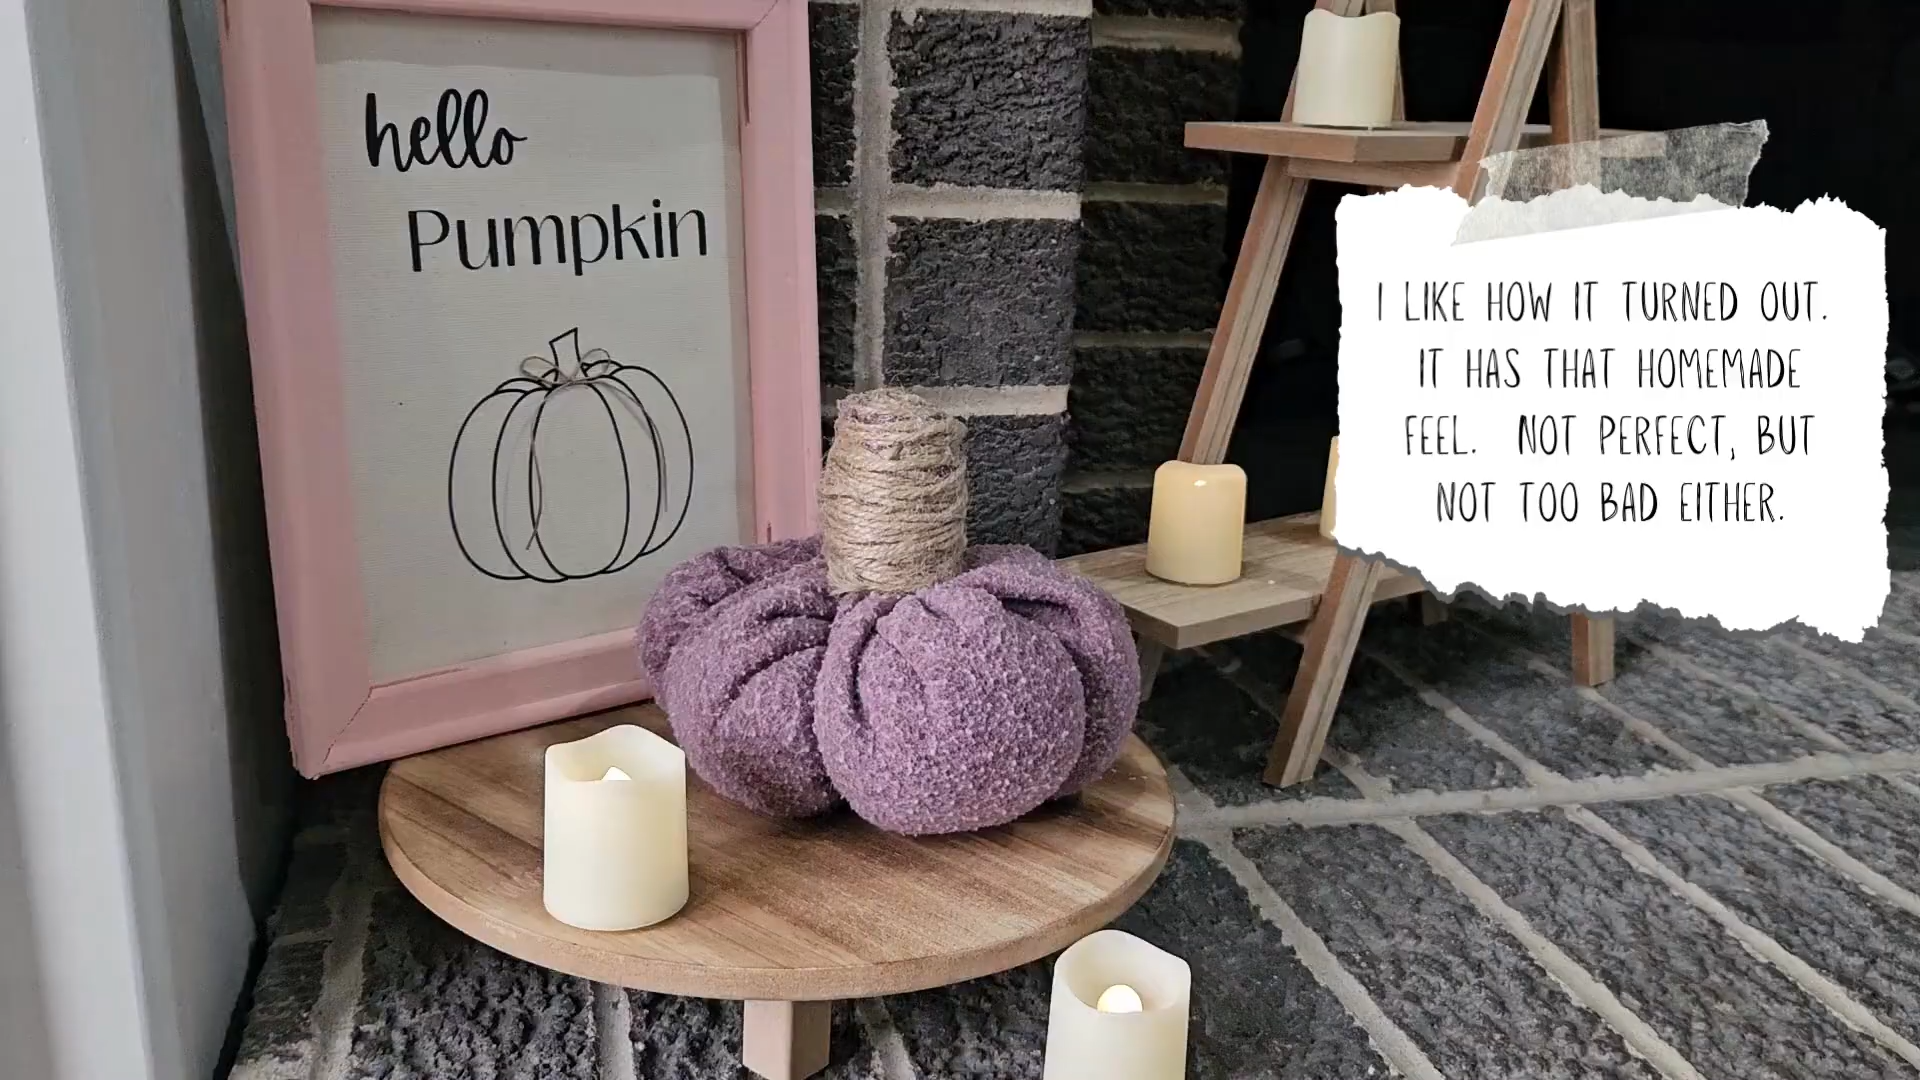 hello
Pumpkin
I LIKE HOW IT TURNED OUT.
IT HAS THAT HOMEMADE
FEEL. NOT PERFECT, BUT
NOT TOO BAD EITHER.